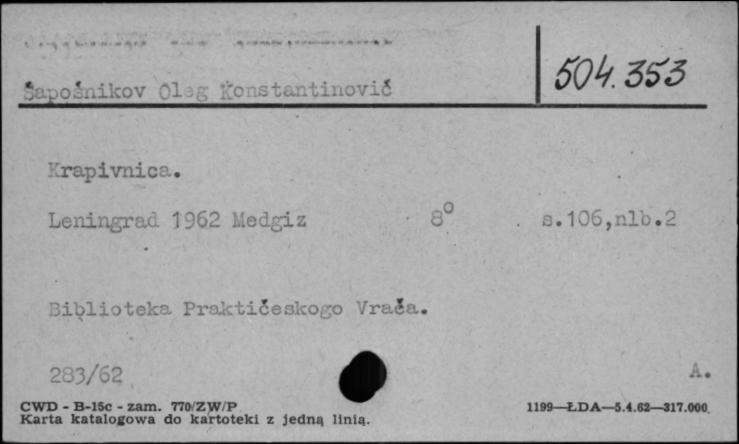 Šapošnikov Oleg Konstantinovič
504.353
Krapivnica.
Leningrad 1962 Medgiz 8° s.106,nlb.2
Biblioteka Praktičeskogo Vrača.
283/62 A.
CWD - B-15c - zam. 770/ZW/P 1199—ŁDA—5.4.62—317.000.
Karta katalogowa do kartoteki z jedną linią.